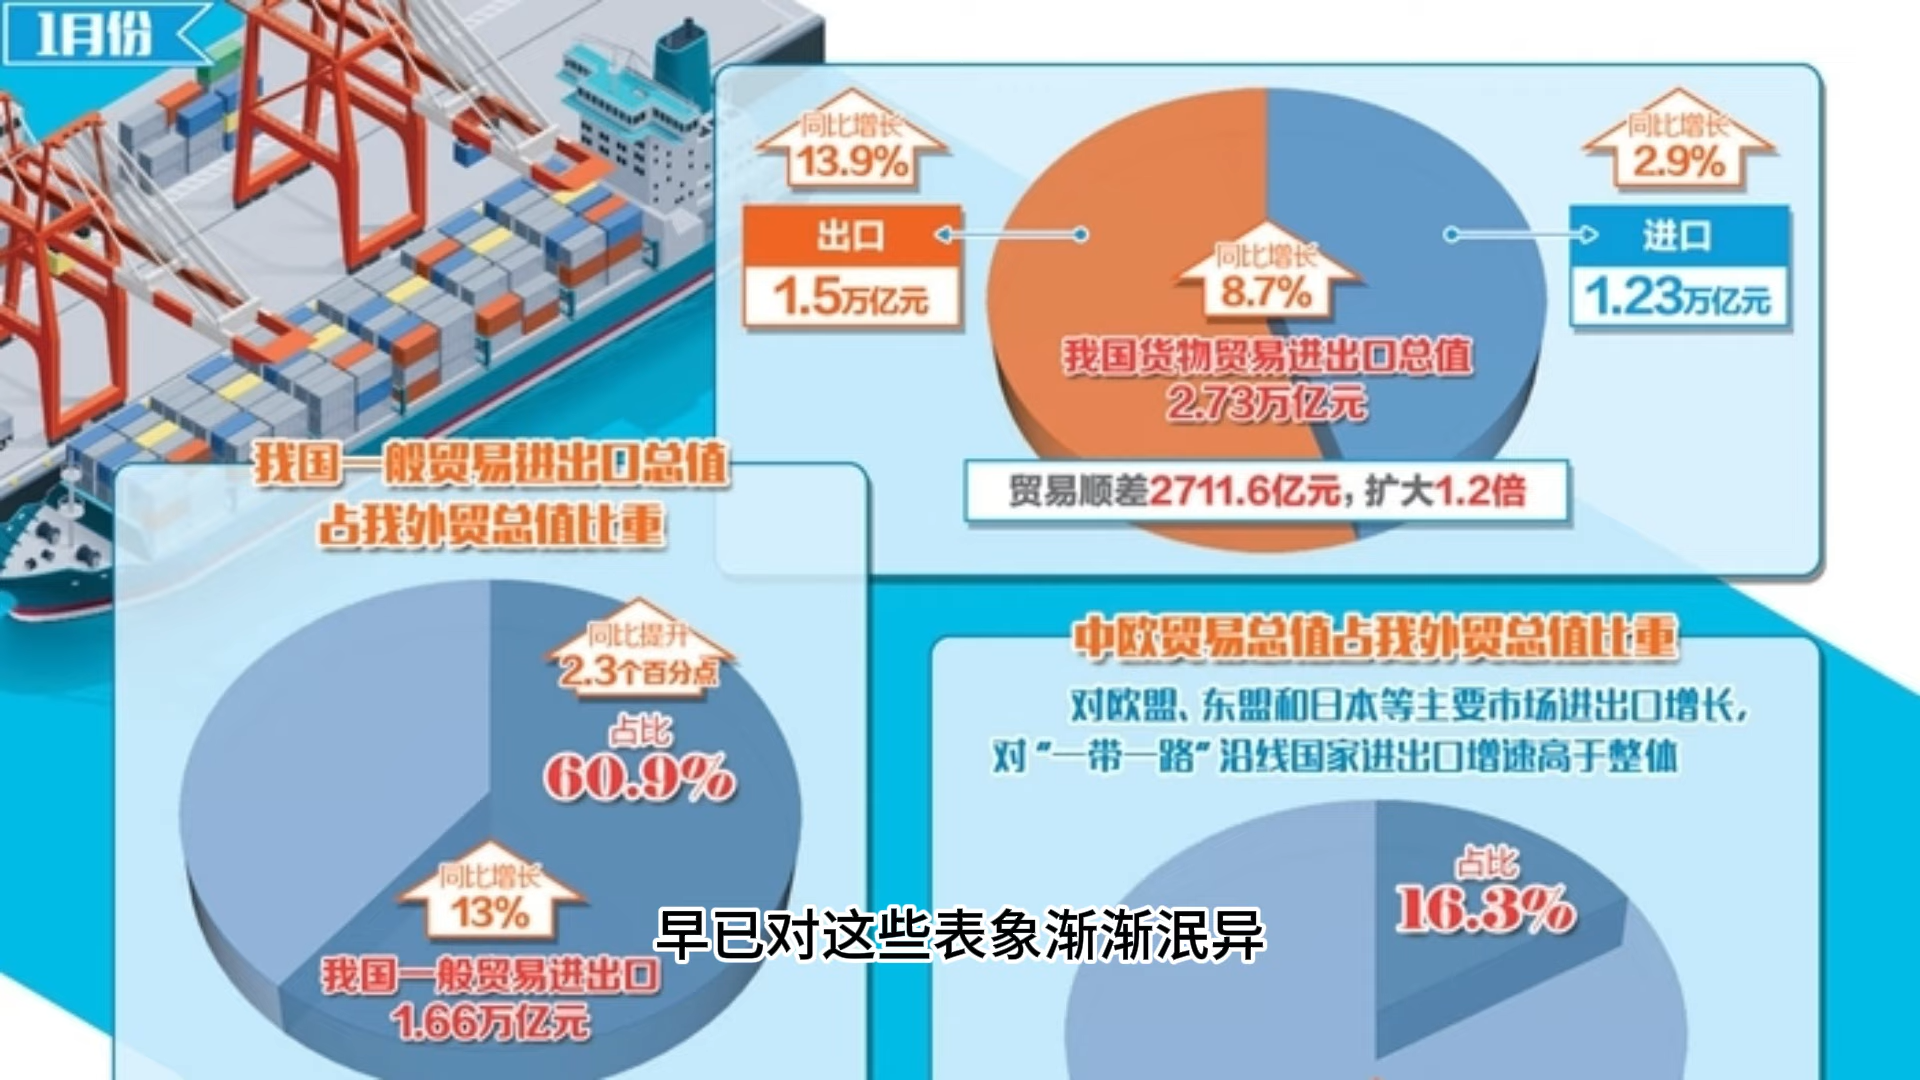 1月份
同比增长
13.9%
出口
1.5万亿元
同比增长
2.9%
进口
1.23万亿元
同比增长
8.7%
我国货物贸易进出口总值
2.73万亿元
贸易顺差2711.6亿元，扩大1.2倍
我国一般贸易进出口总值
占我外贸总值比重
同比提升
2.3个百分点
占比
60.9%
同比增长
13%
我国一般贸易进出口
1.66万亿元
中欧贸易总值占我外贸总值比重
对欧盟、东盟和日本等主要市场进出口增长，
对“一带一路”沿线国家进出口增速高于整体
占比
16.3%
早已对这些表象渐渐泯异